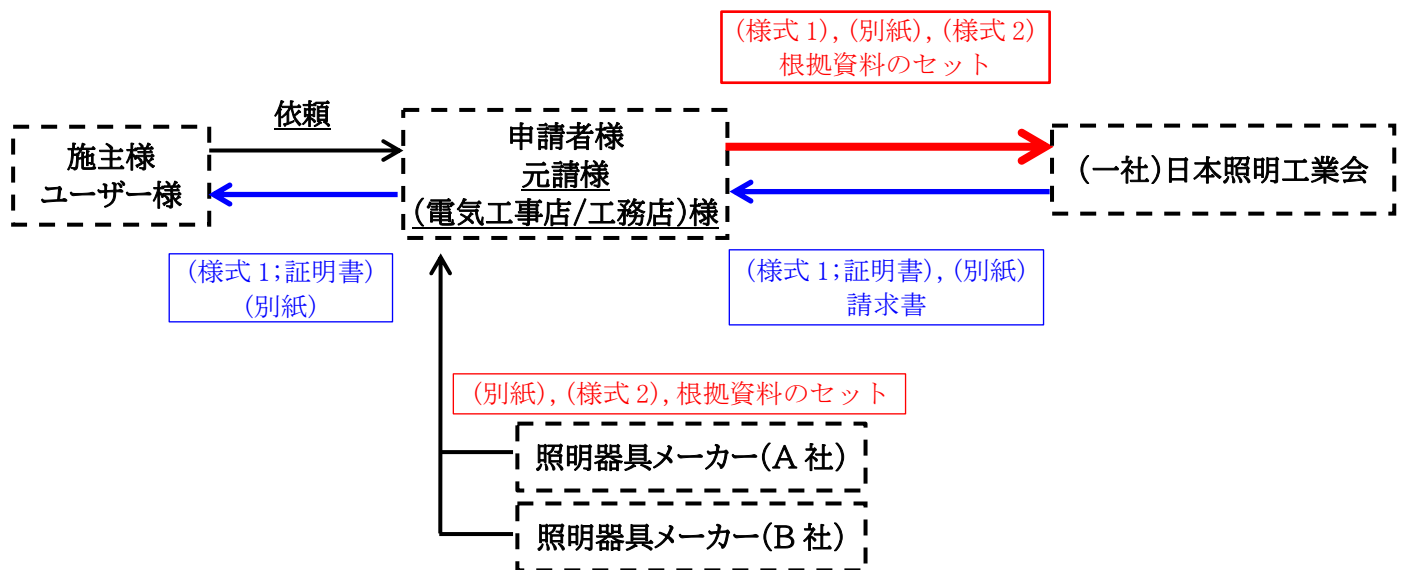 (様式1),(別紙),(様式2)
根拠資料のセット
依頼
施主様
ユーザー様
申請者様
元請様
(電気工事店/工務店)様
(一社)日本照明工業会
(様式1;証明書)
(別紙)
(様式1;証明書),(別紙)
請求書
(別紙),(様式2),根拠資料のセット
照明器具メーカー(A社)
照明器具メーカー(B社)